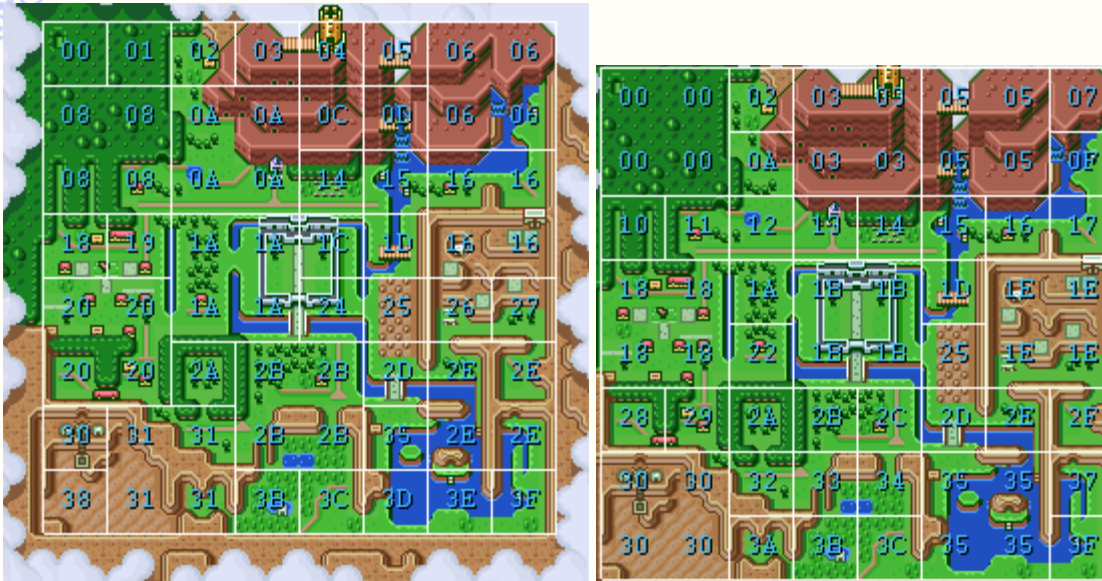 00 01 02 03 04 05 06 06
08 08 0A 0A 0C 0D 06 06
08 08 0A 0A 14 15 16 16
18 19 1A 1A 1C 1D 16 16
20 20 1A 1A 24 25 26 27
20 20 2A 2B 2B 2D 2E 2E
30 31 31 2B 2B 35 2E 2E
38 31 31 3B 3C 3D 3E 3F
00 00 02 03 03 05 05 07
00 00 0A 03 03 05 05 0F
10 11 12 13 14 15 16 17
18 18 1A 1B 1B 1D 1E 1E
18 18 22 1B 1B 25 1E 1E
28 29 2A 2B 2C 2D 2E 2F
30 30 32 33 34 35 35 37
30 30 3A 3B 3C 35 35 3F